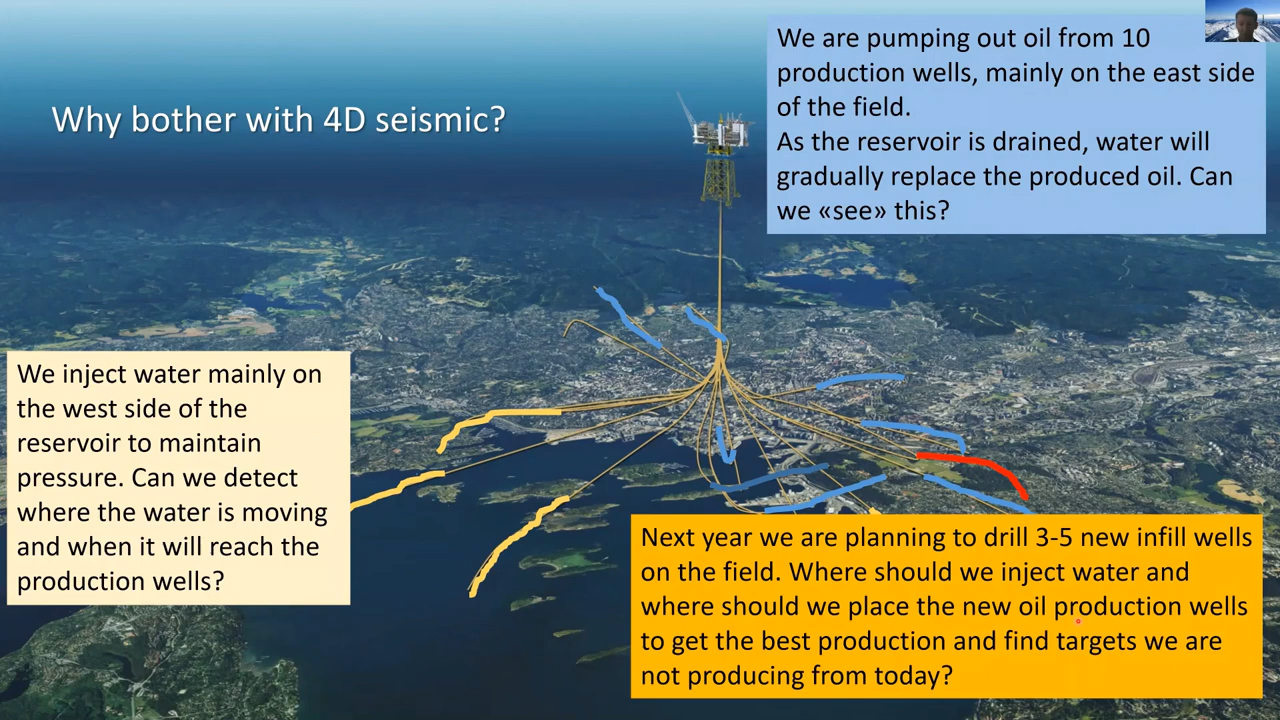 Why bother with 4D seismic?
We are pumping out oil from 10
production wells, mainly on the east side
of the field.
As the reservoir is drained, water will
gradually replace the produced oil. Can
we «see» this?
We inject water mainly on
the west side of the
reservoir to maintain
pressure. Can we detect
where the water is moving
and when it will reach the
production wells?
Next year we are planning to drill 3-5 new infill wells
on the field. Where should we inject water and
where should we place the new oil production wells
to get the best production and find targets we are
not producing from today?